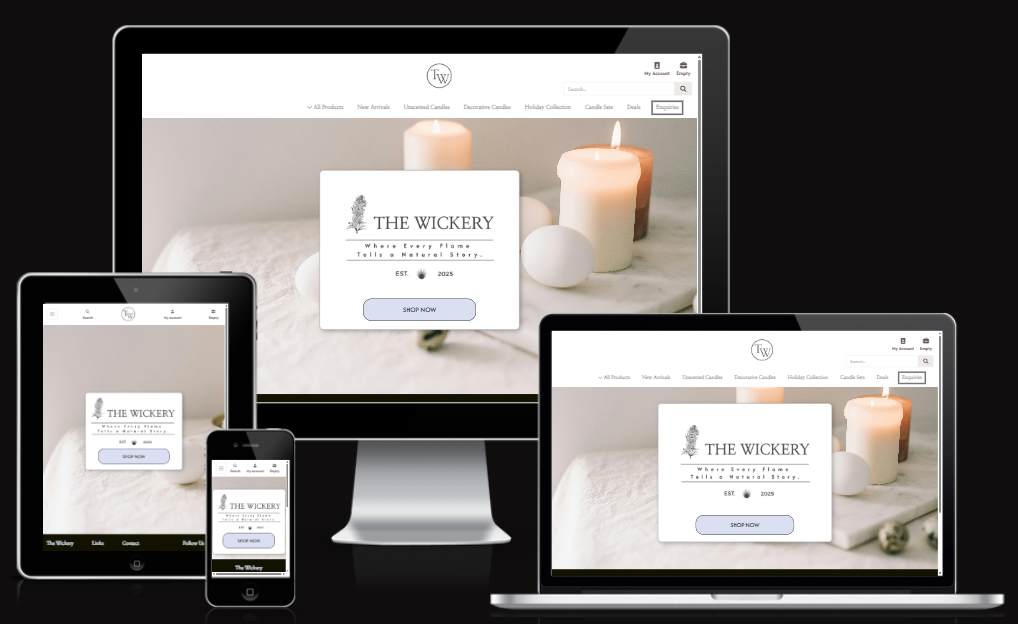 TW
My Account Empty
Search...
All Products New Arrivals Unscented Candles Decorative Candles Holiday Collection Candle Sets Deals Enquiries
THE WICKERY
Where Every Flame
Tells a Natural Story.
EST. 2025
SHOP NOW
Search TW My Account Empty
THE WICKERY
Where Every Flame
Tells a Natural Story.
EST 2025
SHOP NOW
The Wickery Links Contact Follow Us
Search My Account Empty
THE WICKERY
Where Every Flame
Tells a Natural Story.
EST 2025
SHOP NOW
The Wickery
TW
My Account Empty
Search...
All Products New Arrivals Unscented Candles Decorative Candles Holiday Collection Candle Sets Deals Enquiries
THE WICKERY
Where Every Flame
Tells a Natural Story.
EST. 2025
SHOP NOW